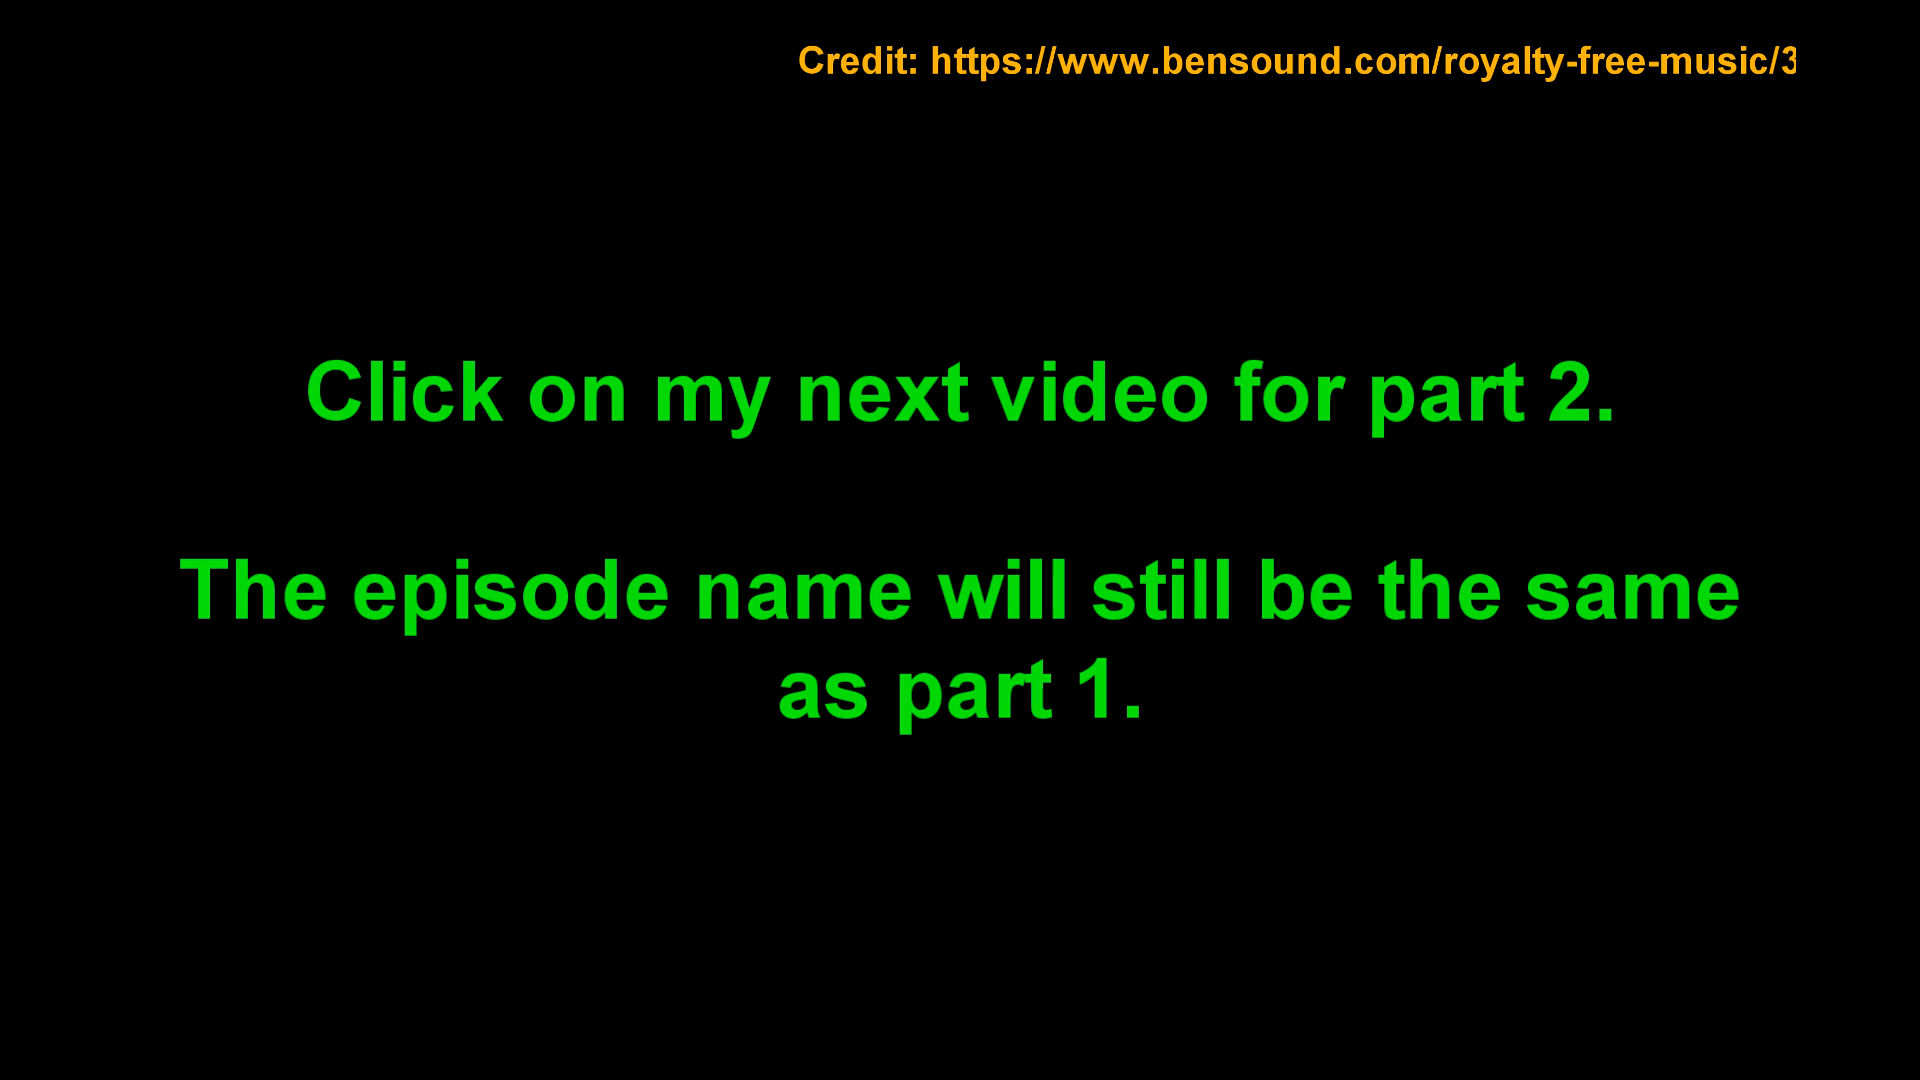 Credit: https://www.bensound.com/royalty-free-music/3
Click on my next video for part 2.
The episode name will still be the same
as part 1.